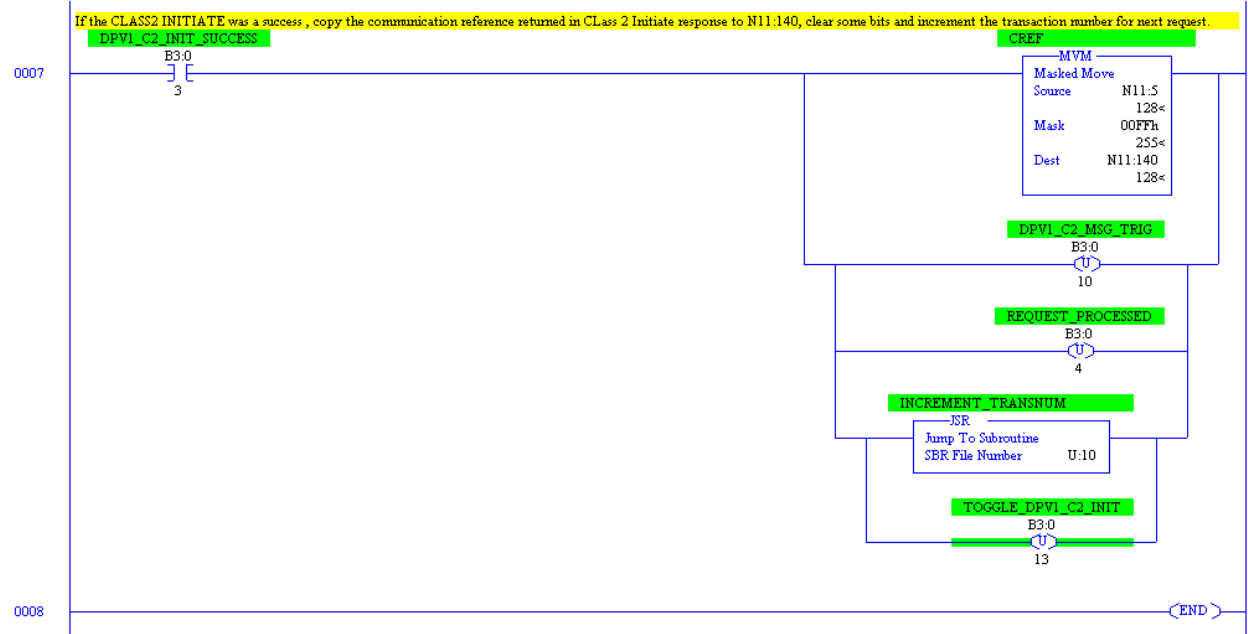 If the CLASS2 INITIATE was a success , copy the communication reference returned in CLass 2 Initiate response to N11:140, clear some bits and increment the transaction number for next request.
DPV1_C2_INIT_SUCCESS
B3:0
0007
3
CREF
MVM
Masked Move
Source N11:5
128<
Mask 00FFh
255<
Dest N11:140
128<
DPV1_C2_MSG_TRIG
B3:0
U
10
REQUEST_PROCESSED
B3:0
U
4
INCREMENT_TRANSNUM
JSR
Jump To Subroutine
SBR File Number U:10
TOGGLE_DPV1_C2_INIT
B3:0
U
13
0008
END